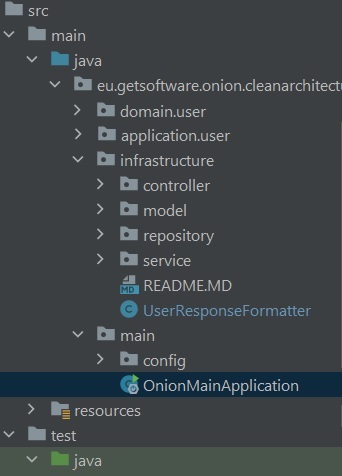 src
main
java
eu.getsoftware.onion.cleanarchitectu
domain.user
application.user
infrastructure
controller
model
repository
service
MD README.MD
C UserResponseFormatter
main
config
OnionMainApplication
resources
test
java